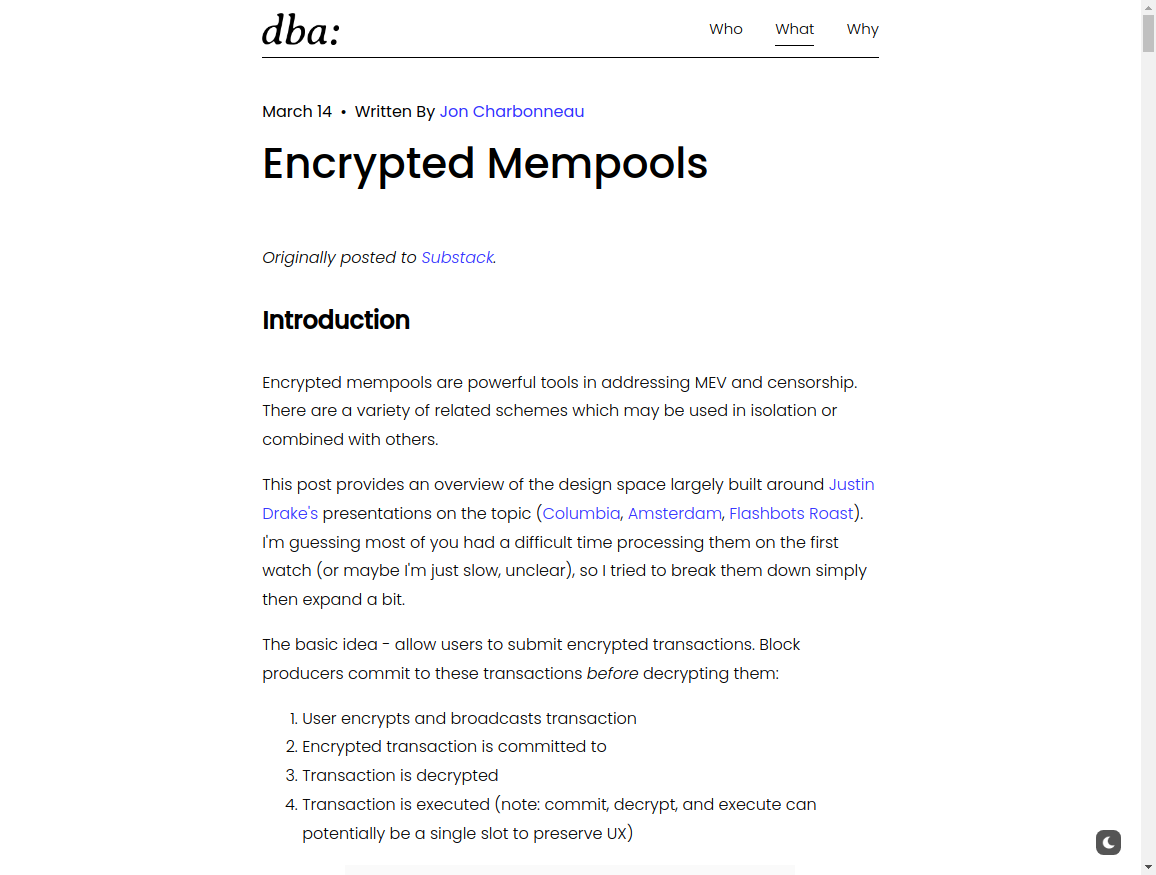 dba:
Who What Why
March 14 • Written By Jon Charbonneau
Encrypted Mempools
Originally posted to Substack.
Introduction
Encrypted mempools are powerful tools in addressing MEV and censorship.
There are a variety of related schemes which may be used in isolation or
combined with others.
This post provides an overview of the design space largely built around Justin
Drake's presentations on the topic (Columbia, Amsterdam, Flashbots Roast).
I'm guessing most of you had a difficult time processing them on the first
watch (or maybe I'm just slow, unclear), so I tried to break them down simply
then expand a bit.
The basic idea - allow users to submit encrypted transactions. Block
producers commit to these transactions before decrypting them:
1. User encrypts and broadcasts transaction
2. Encrypted transaction is committed to
3. Transaction is decrypted
4. Transaction is executed (note: commit, decrypt, and execute can
potentially be a single slot to preserve UX)